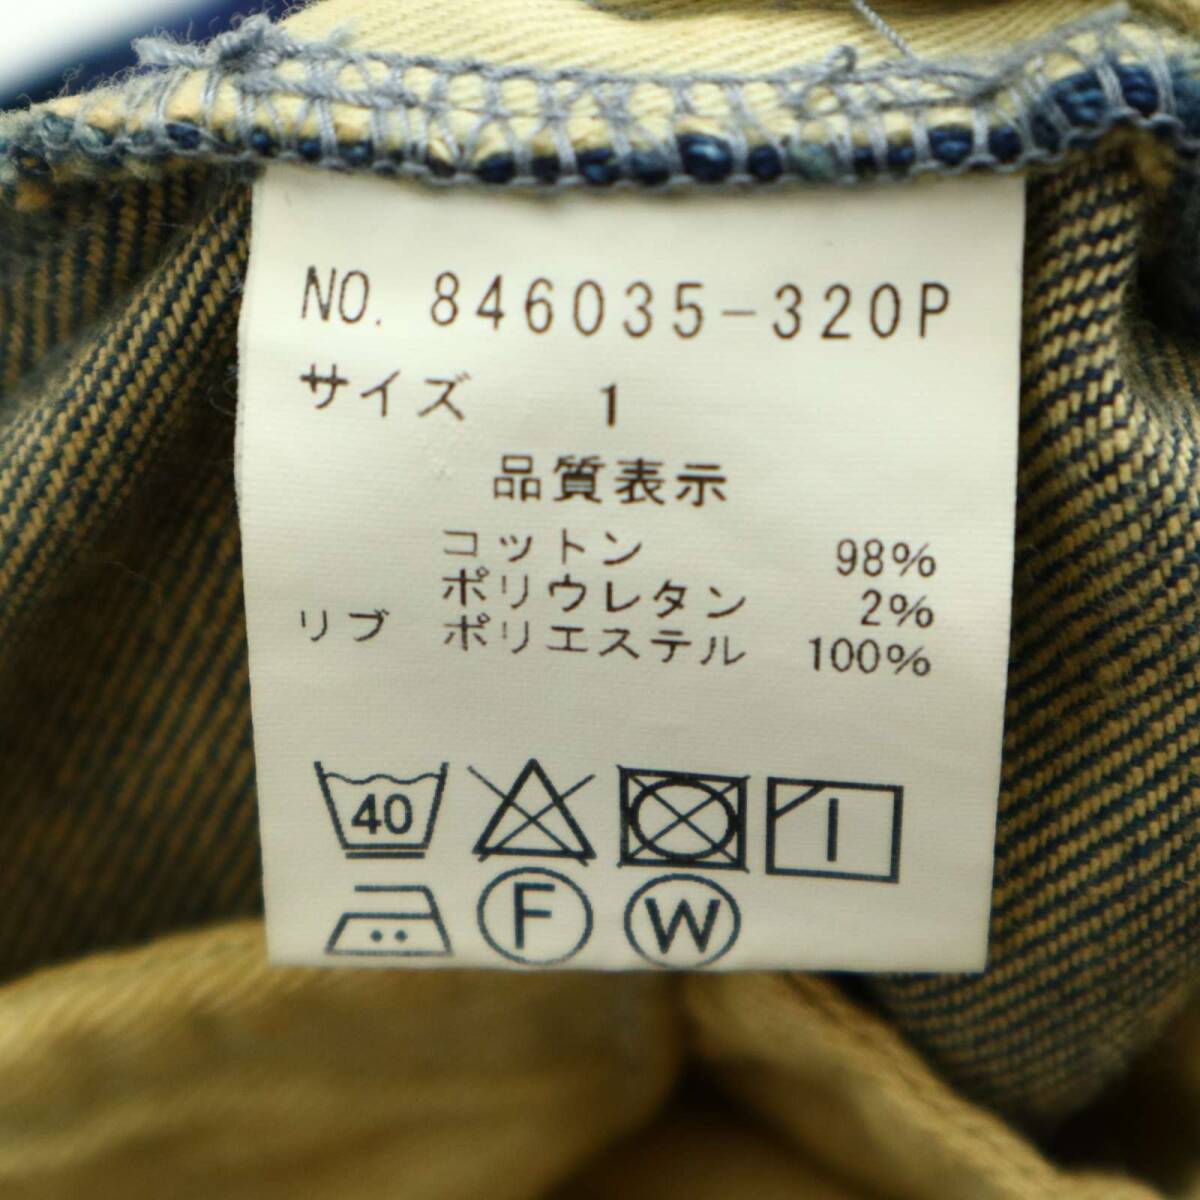 NO. 846035-320P
サイズ 1
品質表示
コットン 98%
ポリウレタン 2%
リブ ポリエステル 100%
40
F W